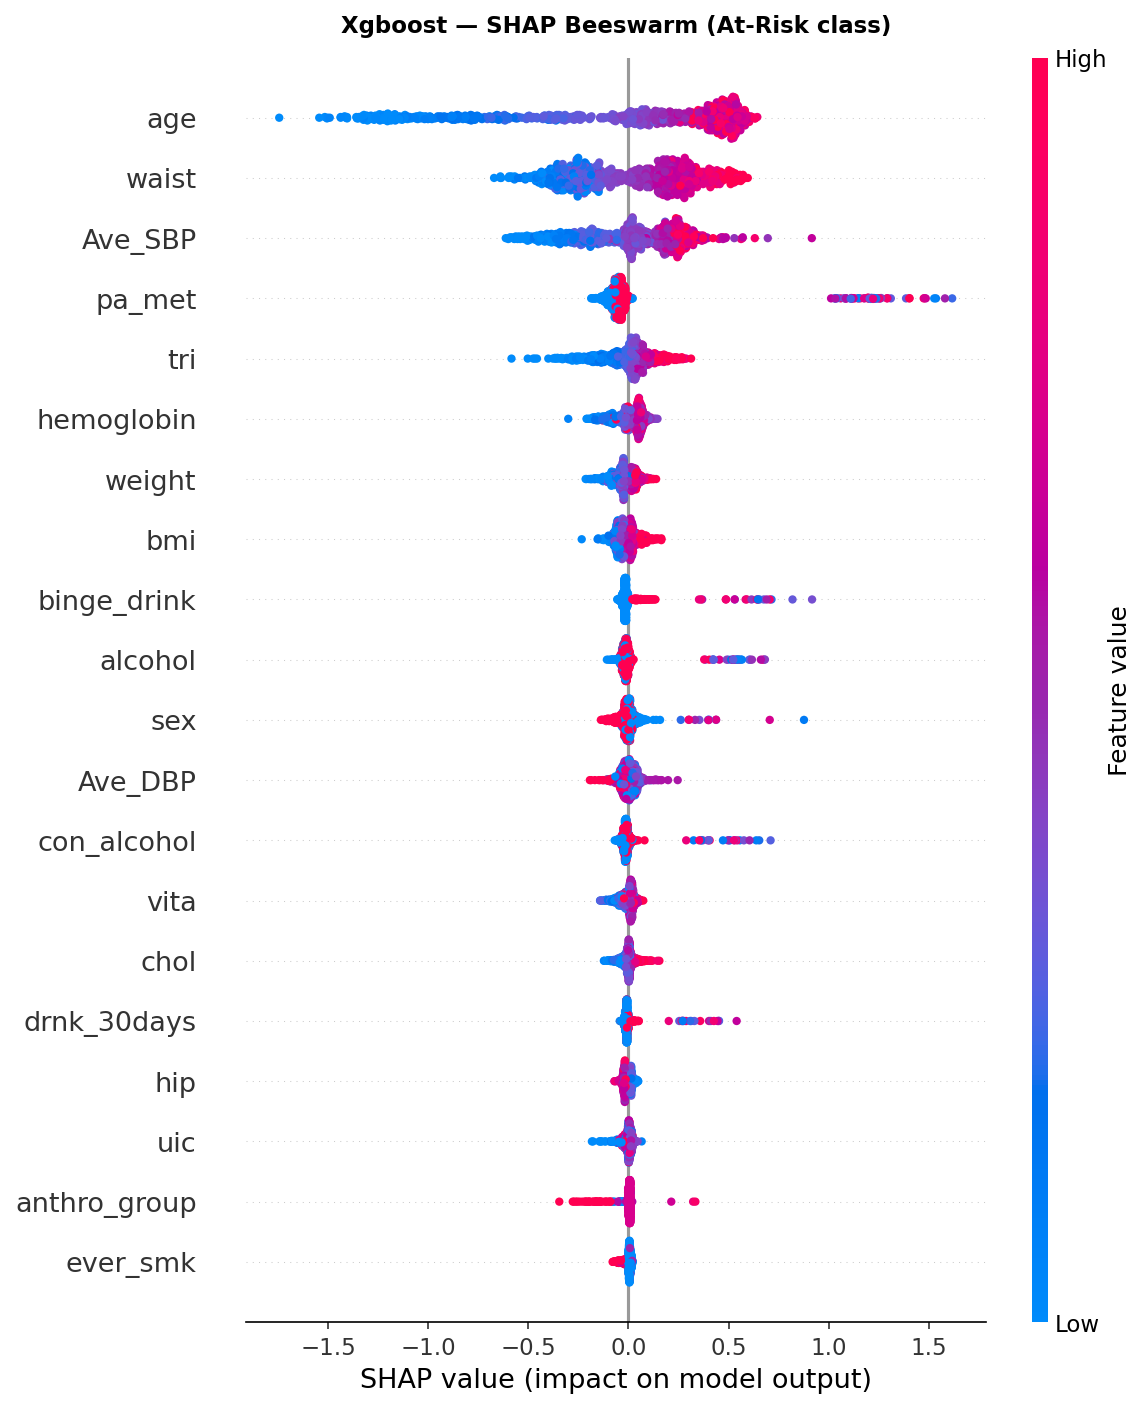 Xgboost — SHAP Beeswarm (At-Risk class)
High
age
waist
Ave_SBP
pa_met
tri
hemoglobin
weight
bmi
binge_drink
alcohol
sex
Ave_DBP
con_alcohol
vita
chol
drnk_30days
hip
uic
anthro_group
ever_smk
Feature value
Low
−1.5 −1.0 −0.5 0.0 0.5 1.0 1.5
SHAP value (impact on model output)